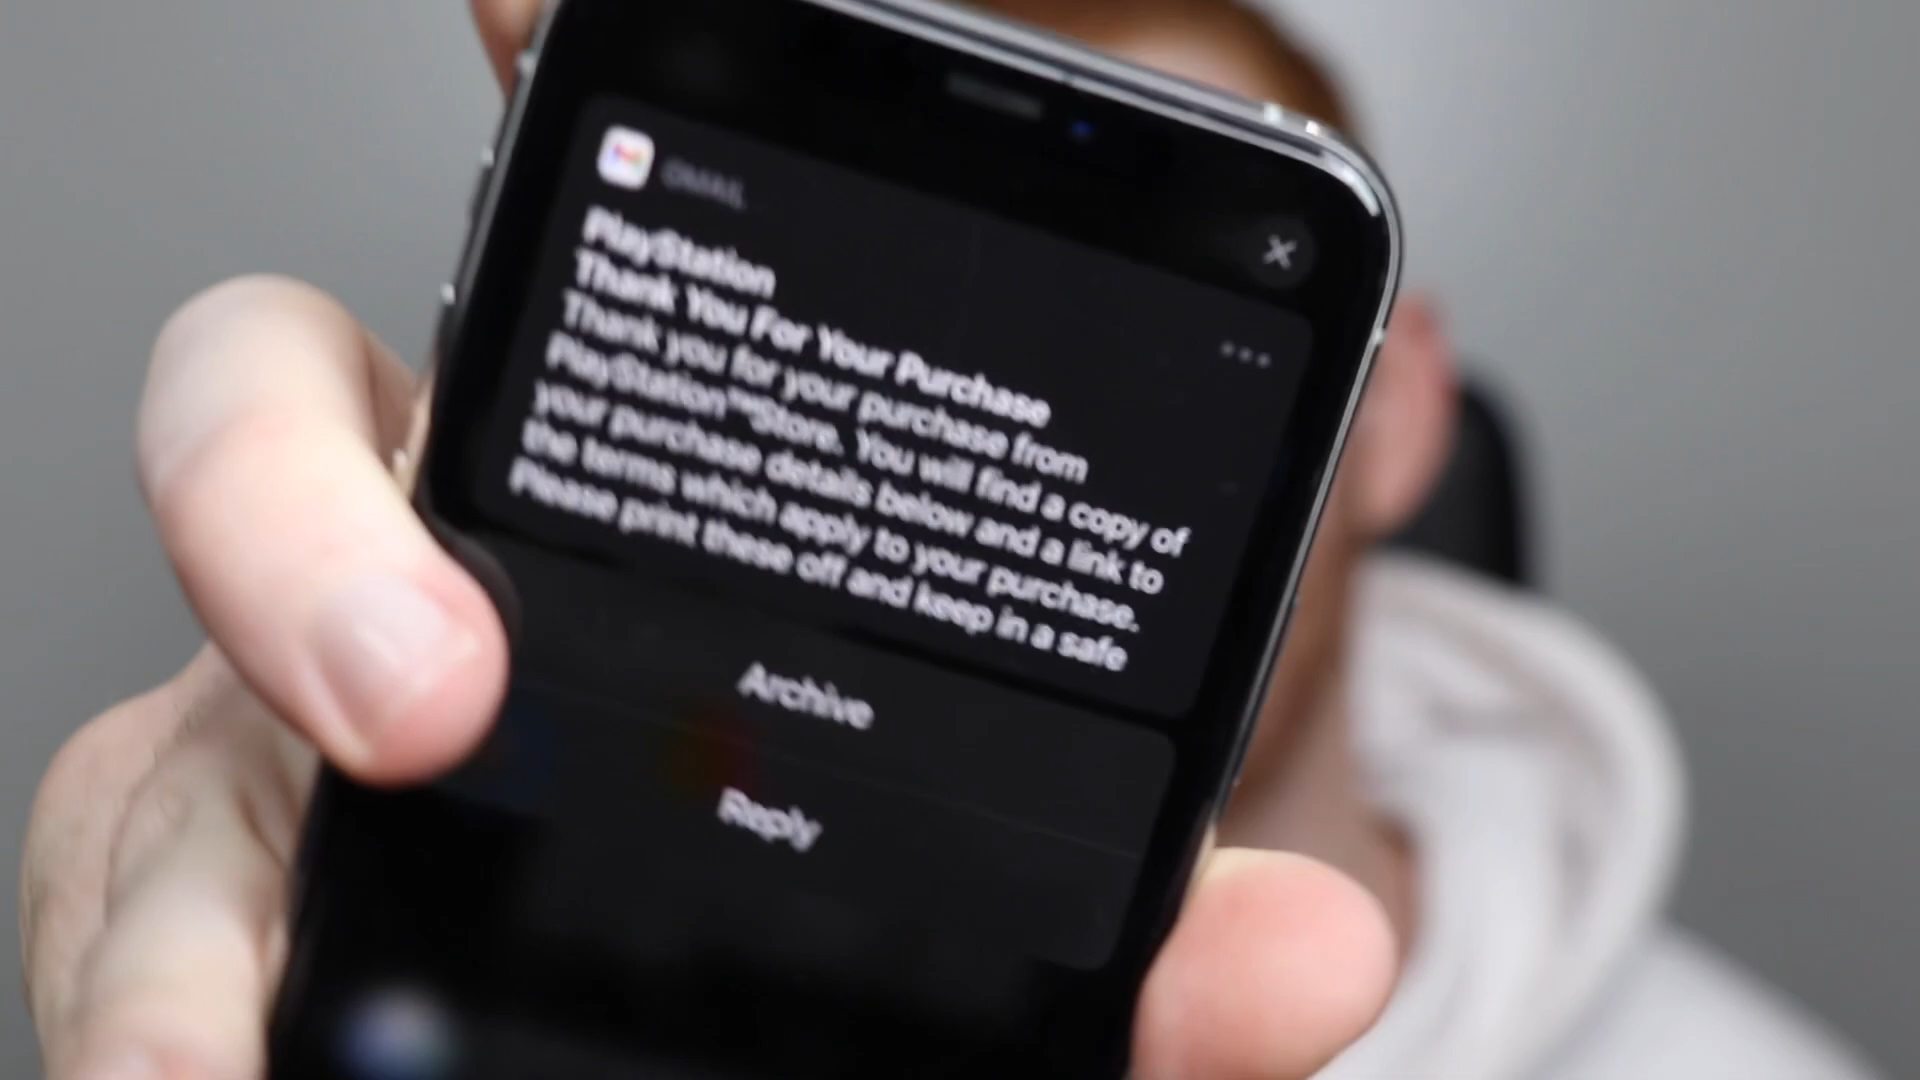 GMAIL
PlayStation
Thank You For Your Purchase
Thank you for your purchase from
PlayStation™Store. You will find a copy of
your purchase details below and a link to
the terms which apply to your purchase.
Please print these off and keep in a safe
Archive
Reply